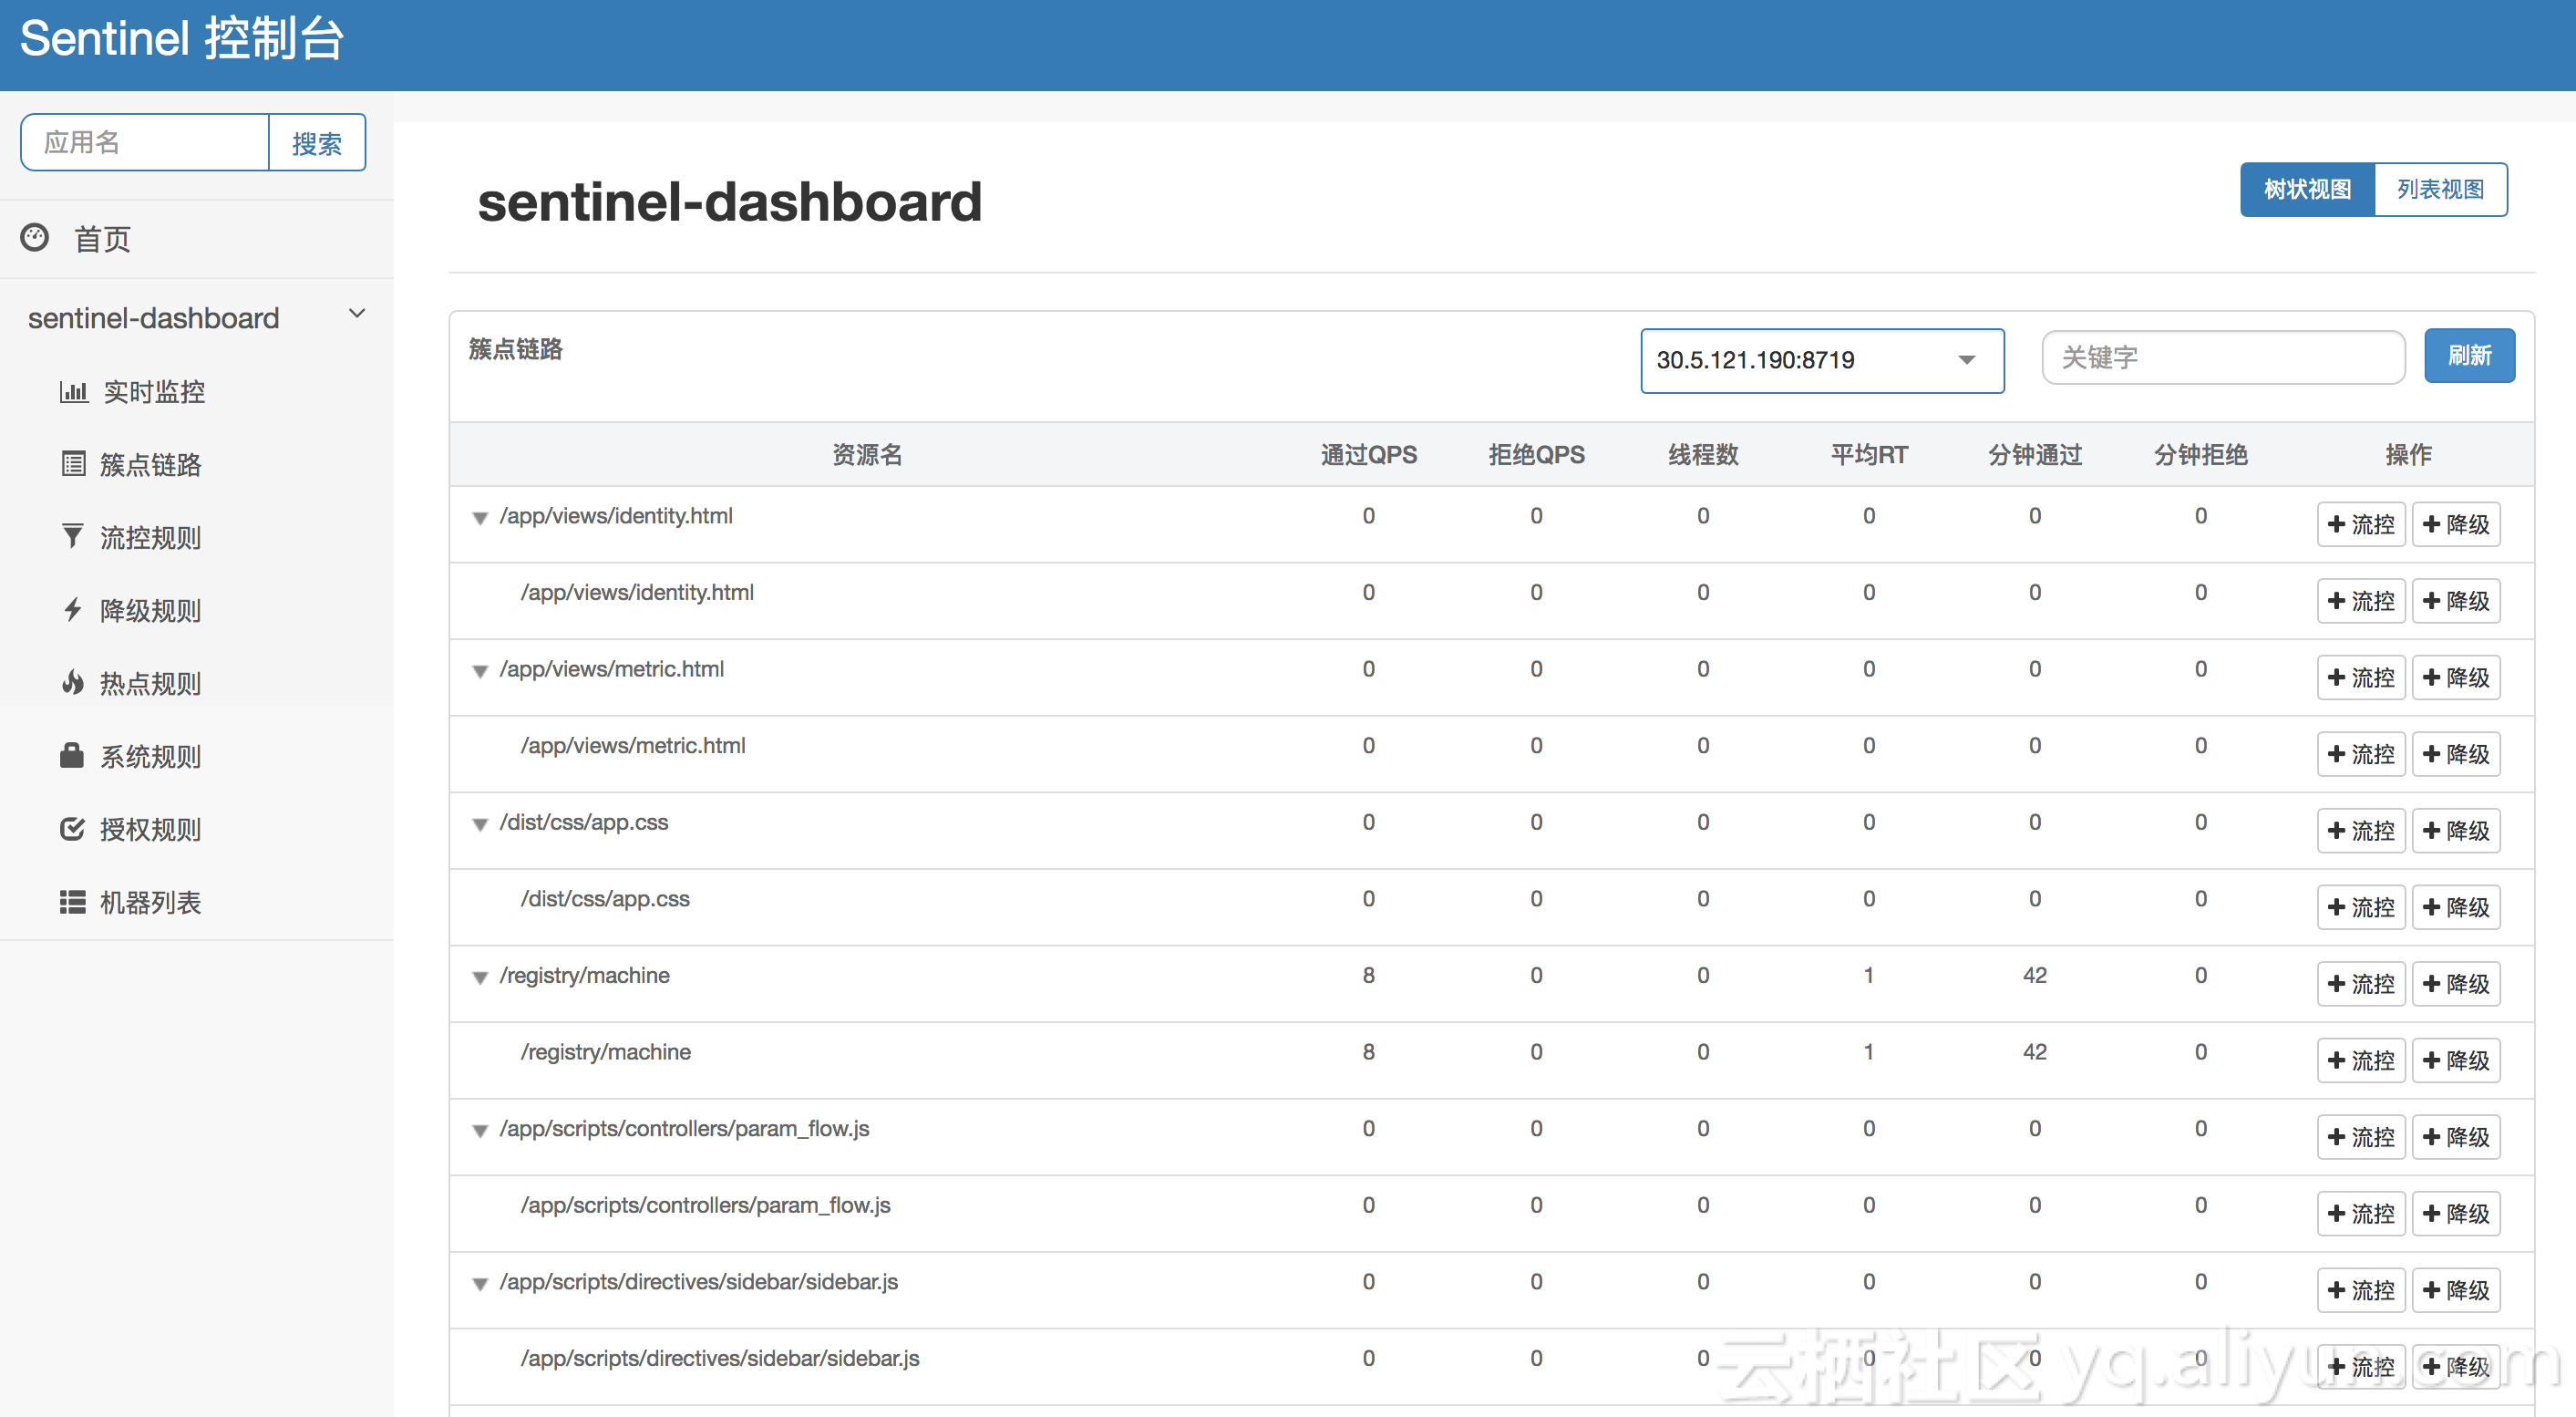 Sentinel 控制台
应用名 搜索
首页
sentinel-dashboard
实时监控
簇点链路
流控规则
降级规则
热点规则
系统规则
授权规则
机器列表
sentinel-dashboard
树状视图 列表视图
簇点链路 30.5.121.190:8719 关键字 刷新
资源名 通过QPS 拒绝QPS 线程数 平均RT 分钟通过 分钟拒绝 操作
/app/views/identity.html 0 0 0 0 0 0 流控 降级
/app/views/identity.html 0 0 0 0 0 0 流控 降级
/app/views/metric.html 0 0 0 0 0 0 流控 降级
/app/views/metric.html 0 0 0 0 0 0 流控 降级
/dist/css/app.css 0 0 0 0 0 0 流控 降级
/dist/css/app.css 0 0 0 0 0 0 流控 降级
/registry/machine 8 0 0 1 42 0 流控 降级
/registry/machine 8 0 0 1 42 0 流控 降级
/app/scripts/controllers/param_flow.js 0 0 0 0 0 0 流控 降级
/app/scripts/controllers/param_flow.js 0 0 0 0 0 0 流控 降级
/app/scripts/directives/sidebar/sidebar.js 0 0 0 0 0 0 流控 降级
/app/scripts/directives/sidebar/sidebar.js 0 0 0 0 0 0 流控 降级
云栖社区 yq.aliyun.com